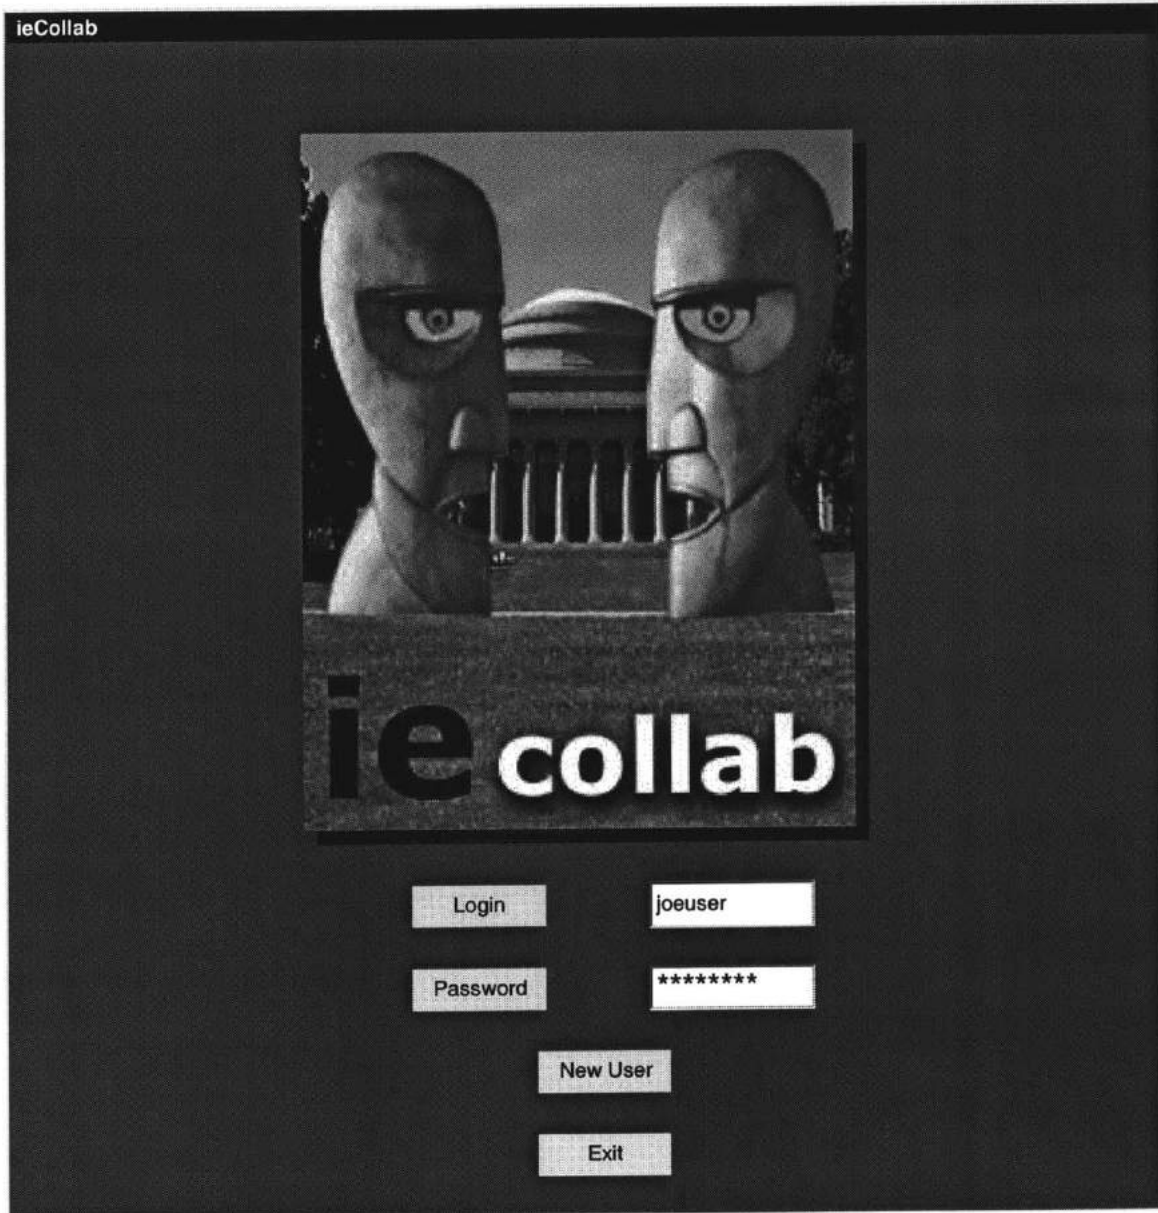 ieCollab
ie collab
Login joeuser
Password ********
New User
Exit